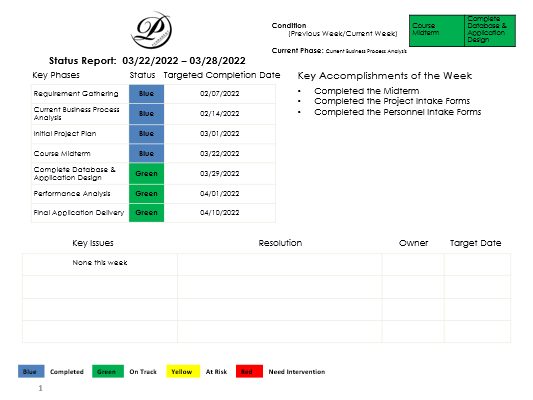 Condition
(Previous Week/Current Week)
Course Midterm
Complete Database & Application Design
Current Phase: Current Business Process Analysis
Status Report: 03/22/2022 – 03/28/2022
Key Phases Status Targeted Completion Date
Requirement Gathering Blue 02/07/2022
Current Business Process Analysis Blue 02/14/2022
Initial Project Plan Blue 03/01/2022
Course Midterm Blue 03/22/2022
Complete Database & Application Design Green 03/29/2022
Performance Analysis Green 04/01/2022
Final Application Delivery Green 04/10/2022
Key Accomplishments of the Week
• Completed the Midterm
• Completed the Project Intake Forms
• Completed the Personnel Intake Forms
Key Issues Resolution Owner Target Date
None this week
Blue Completed Green On Track Yellow At Risk Red Need Intervention
1